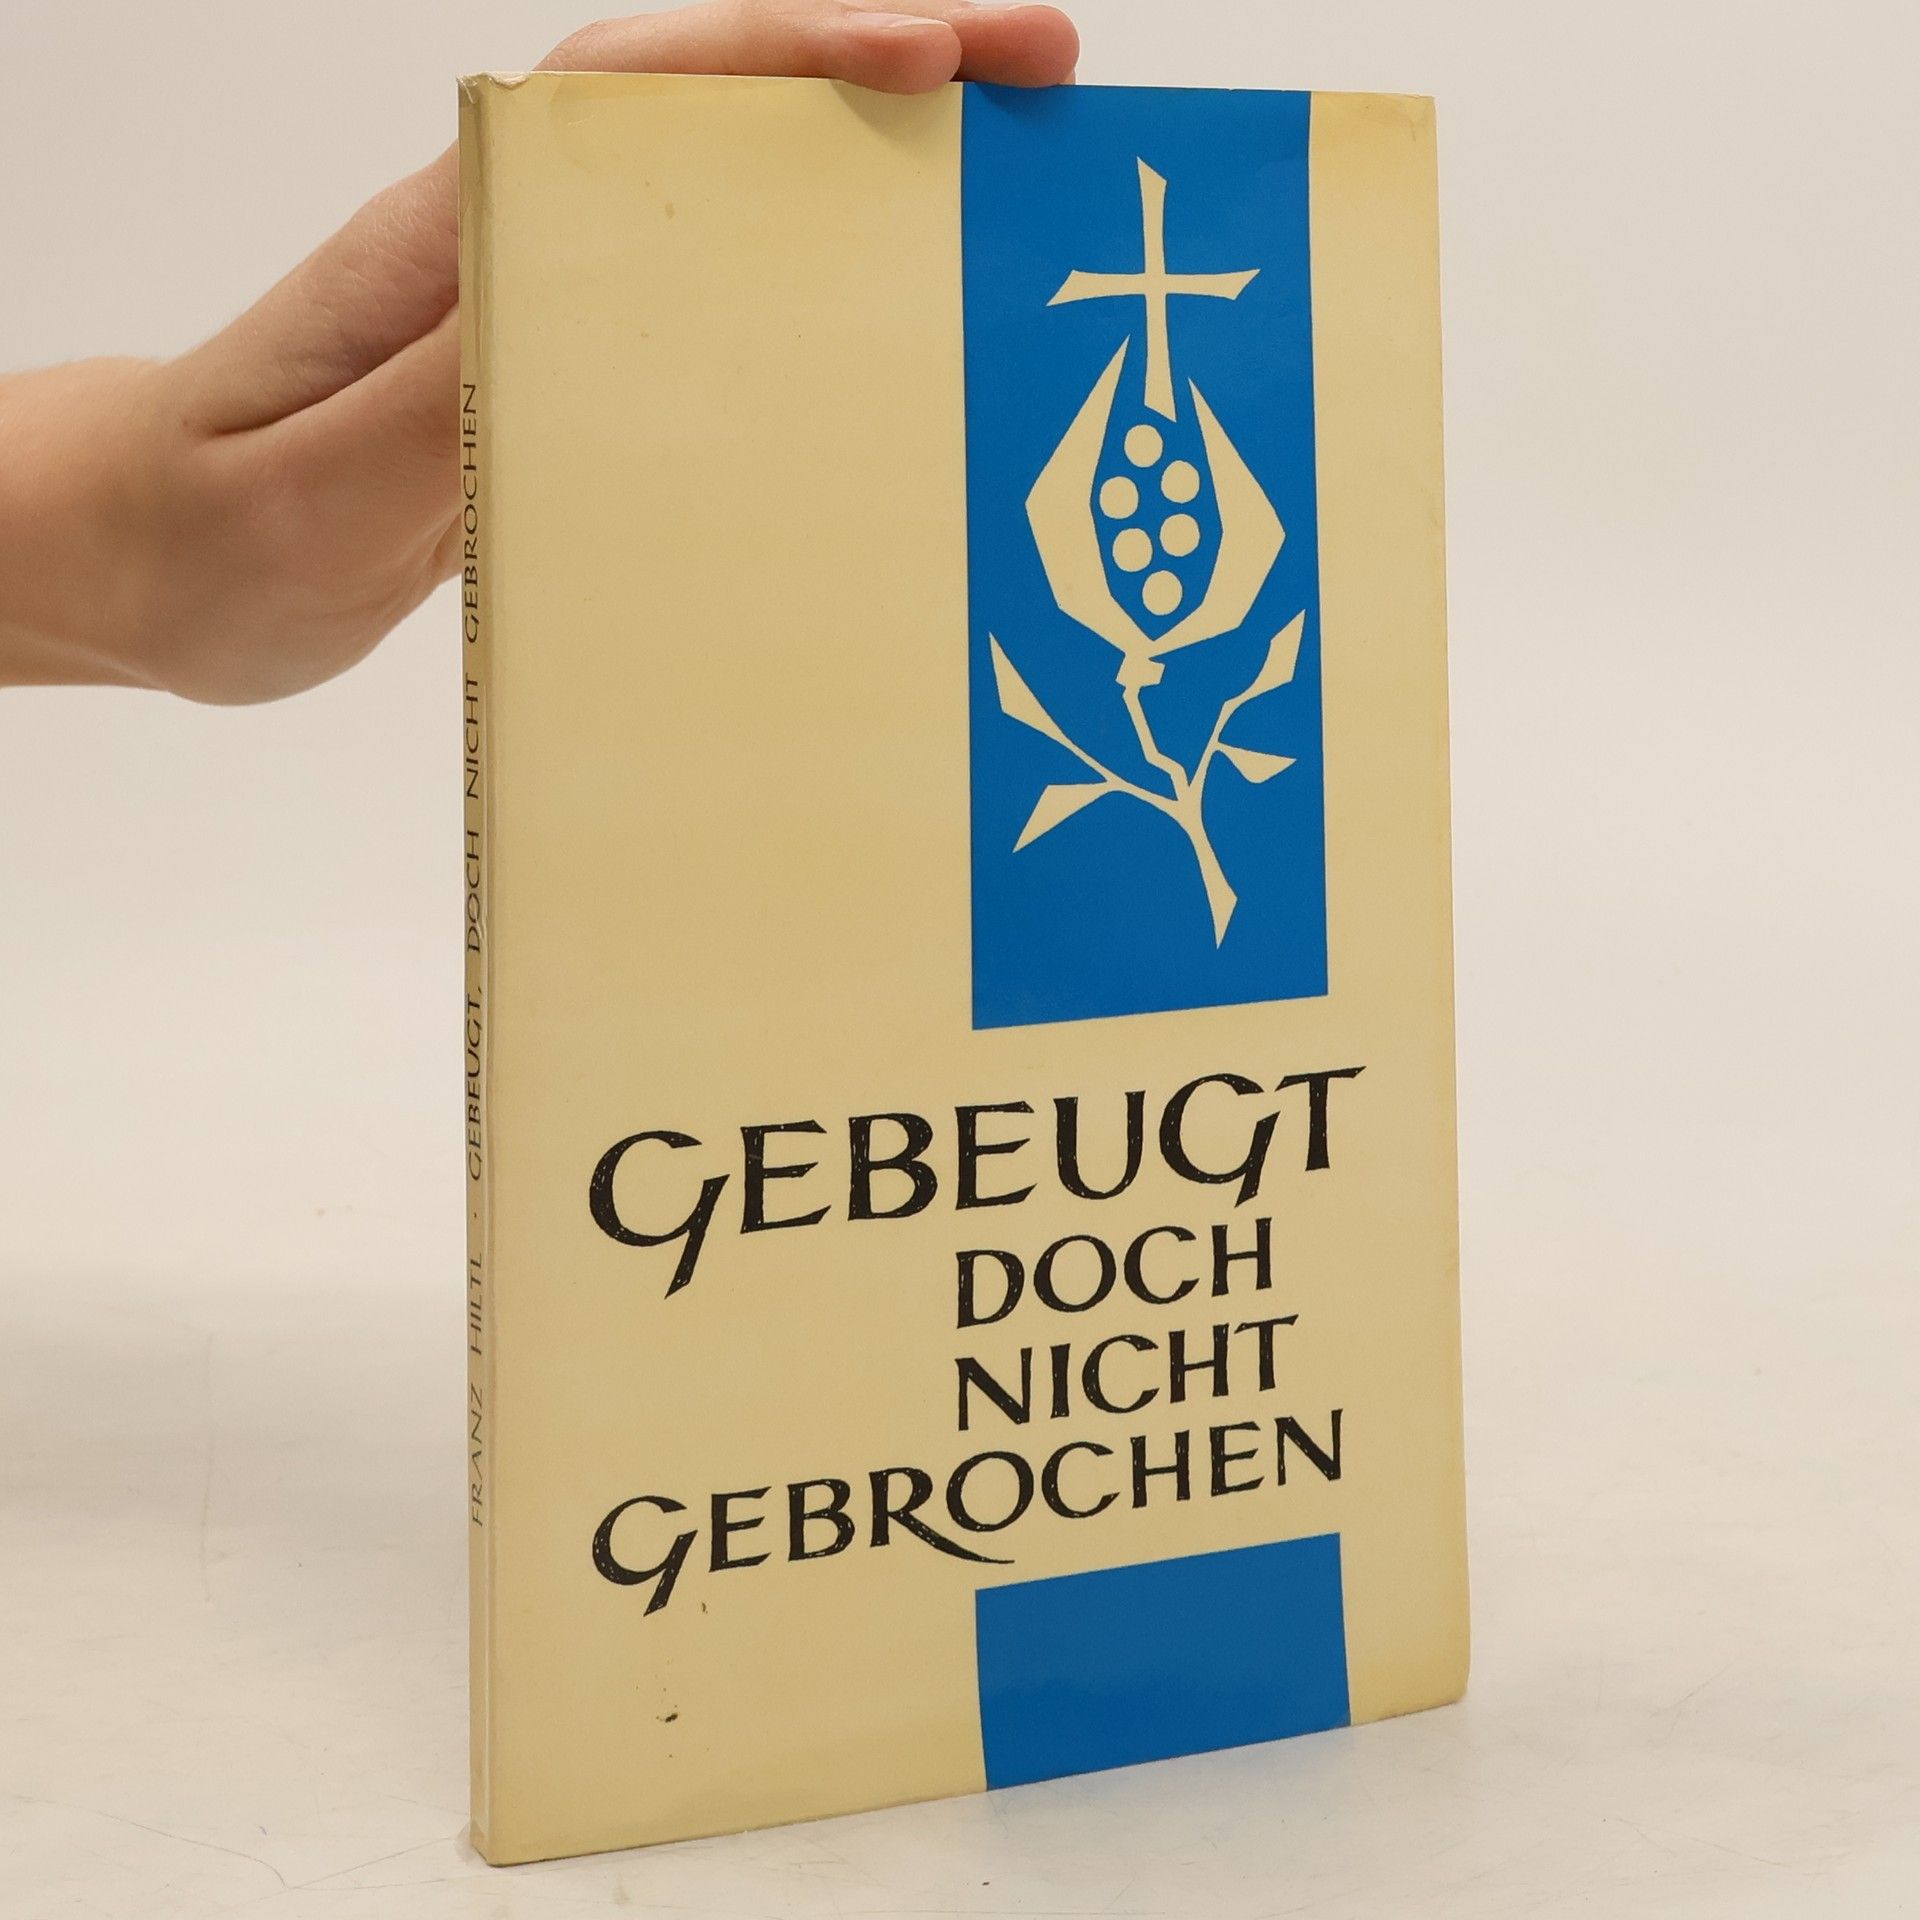 FRANZ HILTL · GEBEUGT, DOCH NICHT GEBROCHEN
GEBEUGT
DOCH
NICHT
GEBROCHEN